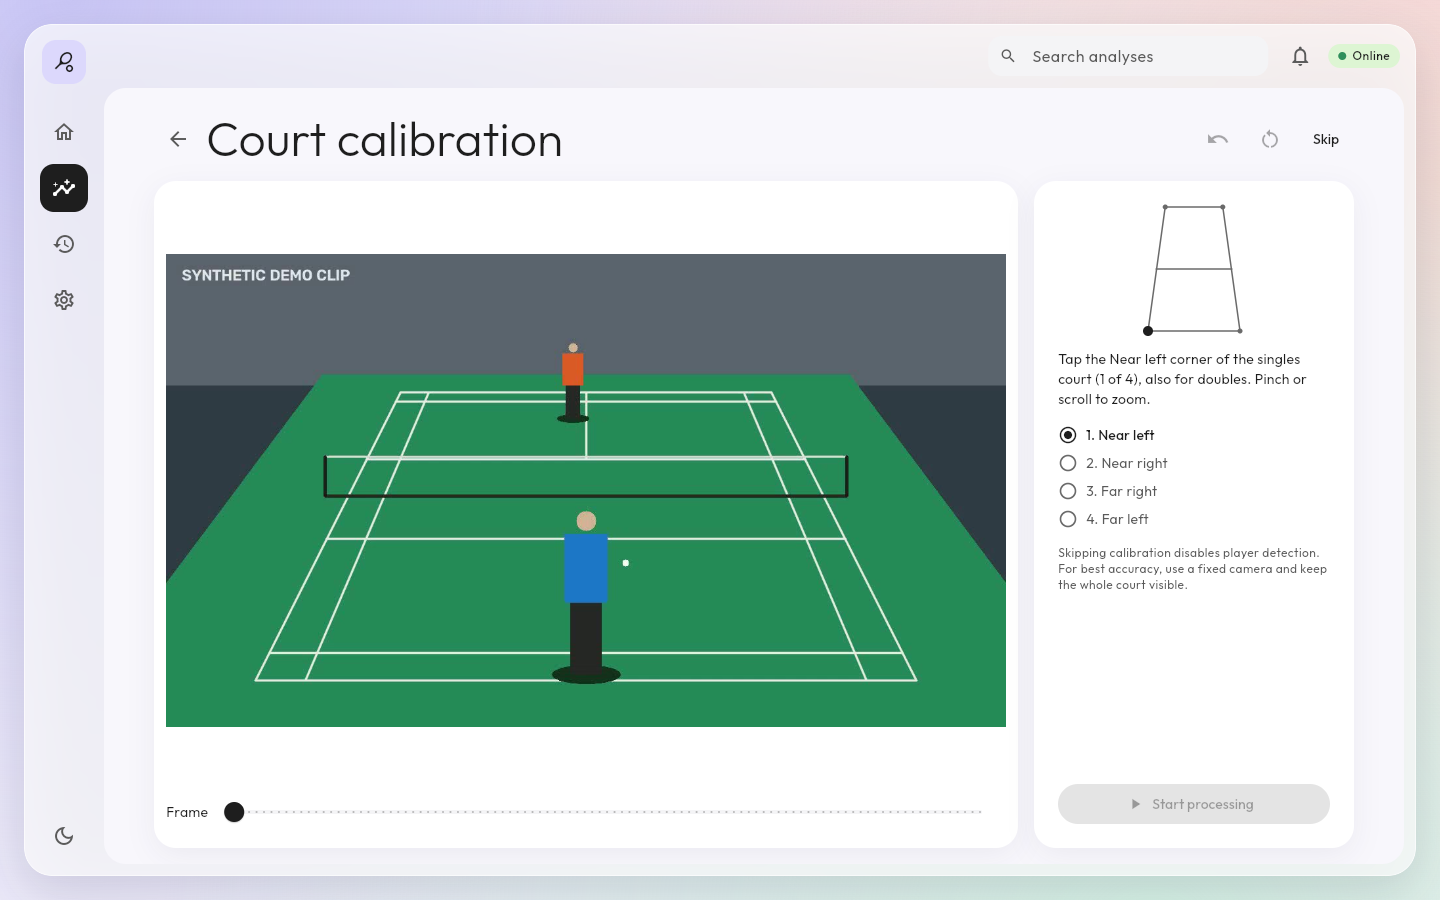 Search analyses
Online
Court calibration
Skip
SYNTHETIC DEMO CLIP
Frame
Tap the Near left corner of the singles
court (1 of 4), also for doubles. Pinch or
scroll to zoom.
1. Near left
2. Near right
3. Far right
4. Far left
Skipping calibration disables player detection.
For best accuracy, use a fixed camera and keep
the whole court visible.
Start processing